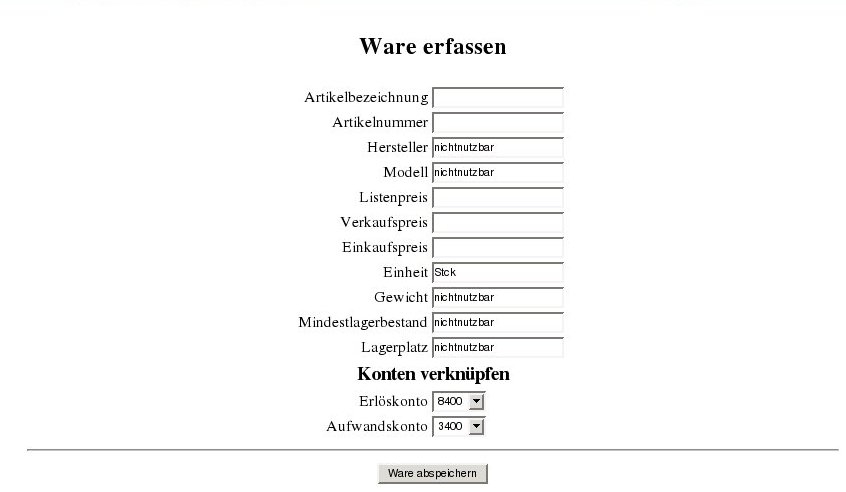 Ware erfassen
Artikelbezeichnung
Artikelnummer
Hersteller nichtnutzbar
Modell nichtnutzbar
Listenpreis
Verkaufspreis
Einkaufspreis
Einheit Stck
Gewicht nichtnutzbar
Mindestlagerbestand nichtnutzbar
Lagerplatz nichtnutzbar
Konten verknüpfen
Erlöskonto 8400
Aufwandskonto 3400
Ware abspeichern